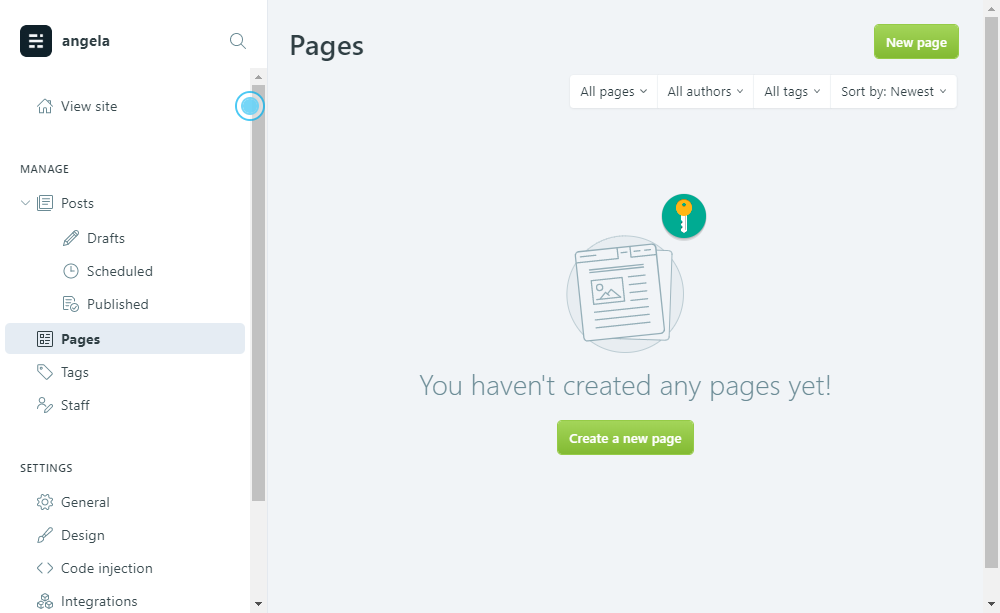 angela
View site
MANAGE
Posts
Drafts
Scheduled
Published
Pages
Tags
Staff
SETTINGS
General
Design
Code injection
Integrations
Pages
New page
All pages All authors All tags Sort by: Newest
You haven't created any pages yet!
Create a new page